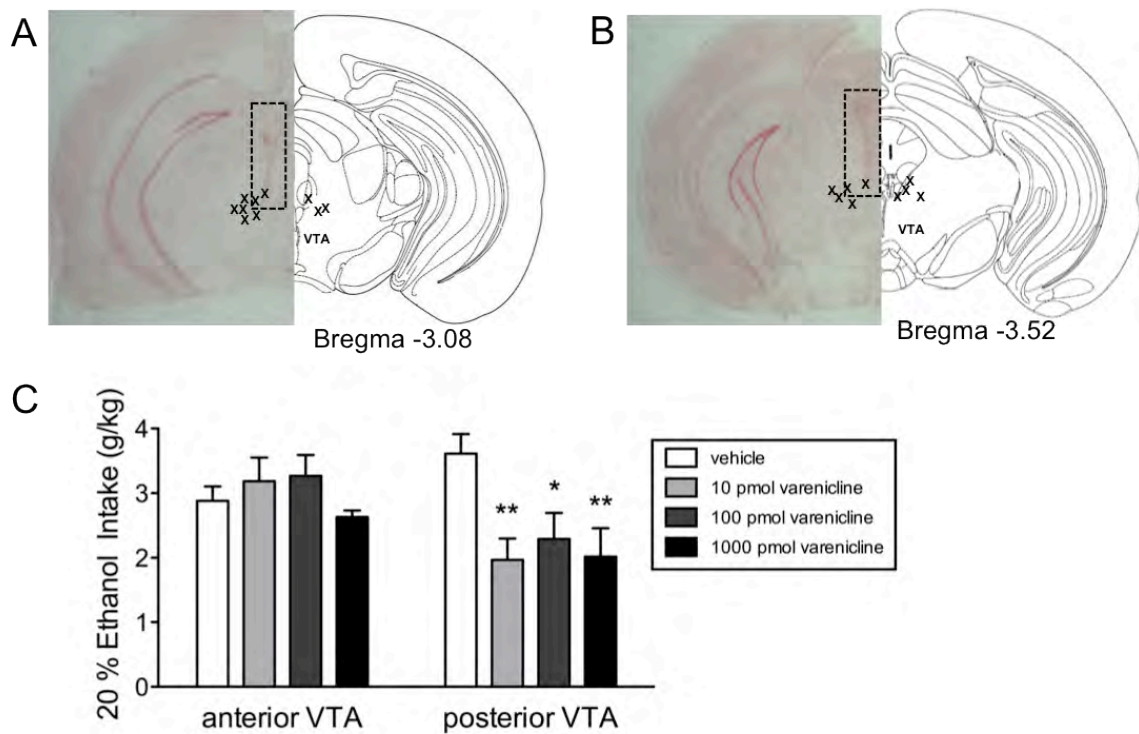 A
B
x x x x x x x x
x x x
VTA
Bregma -3.08
x x x x x
x x x x
VTA
Bregma -3.52
C
20 % Ethanol Intake (g/kg)
4
3
2
1
0
** * **
anterior VTA
posterior VTA
vehicle
10 pmol varenicline
100 pmol varenicline
1000 pmol varenicline